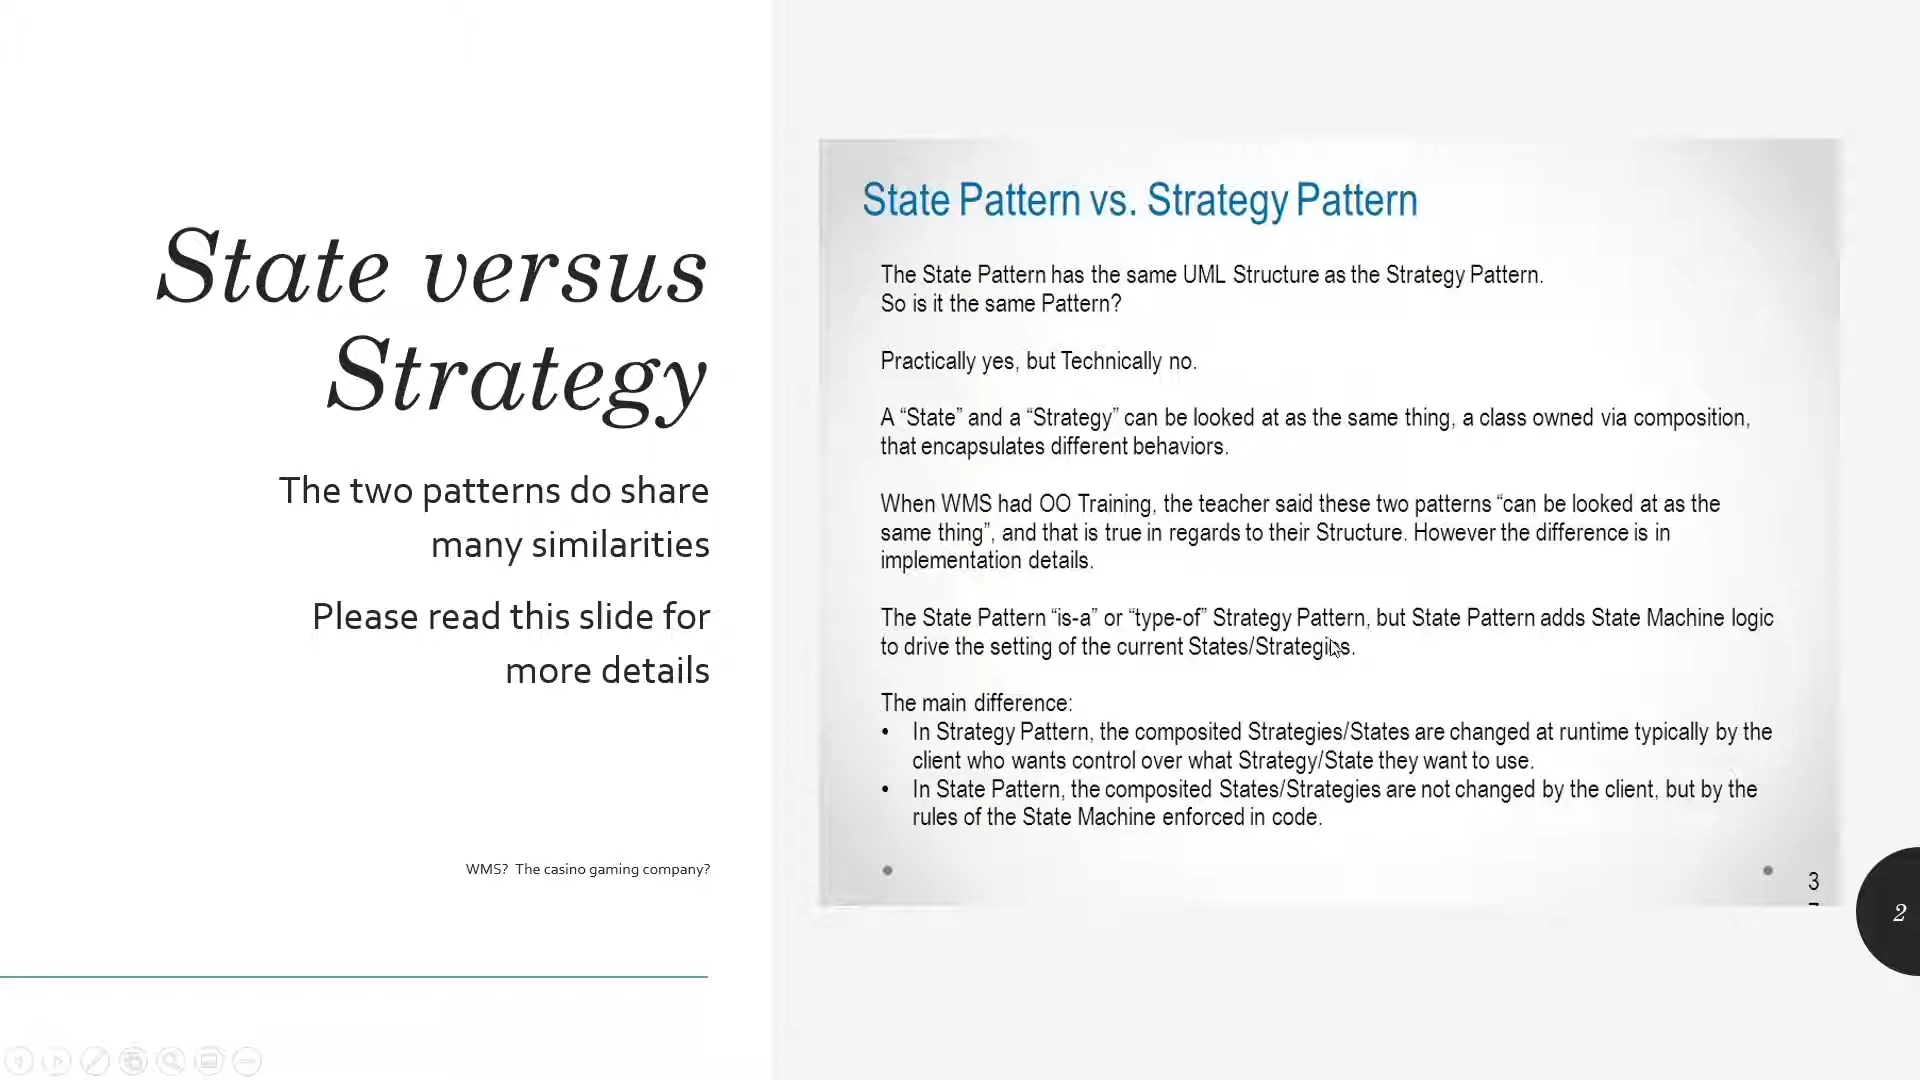 State versus
Strategy
The two patterns do share
many similarities
Please read this slide for
more details
WMS?  The casino gaming company?
State Pattern vs. Strategy Pattern
The State Pattern has the same UML Structure as the Strategy Pattern.
So is it the same Pattern?
Practically yes, but Technically no.
A “State” and a “Strategy” can be looked at as the same thing, a class owned via composition,
that encapsulates different behaviors.
When WMS had OO Training, the teacher said these two patterns “can be looked at as the
same thing”, and that is true in regards to their Structure. However the difference is in
implementation details.
The State Pattern “is-a” or “type-of” Strategy Pattern, but State Pattern adds State Machine logic
to drive the setting of the current States/Strategies.
The main difference:
• In Strategy Pattern, the composited Strategies/States are changed at runtime typically by the
client who wants control over what Strategy/State they want to use.
• In State Pattern, the composited States/Strategies are not changed by the client, but by the
rules of the State Machine enforced in code.
3
2